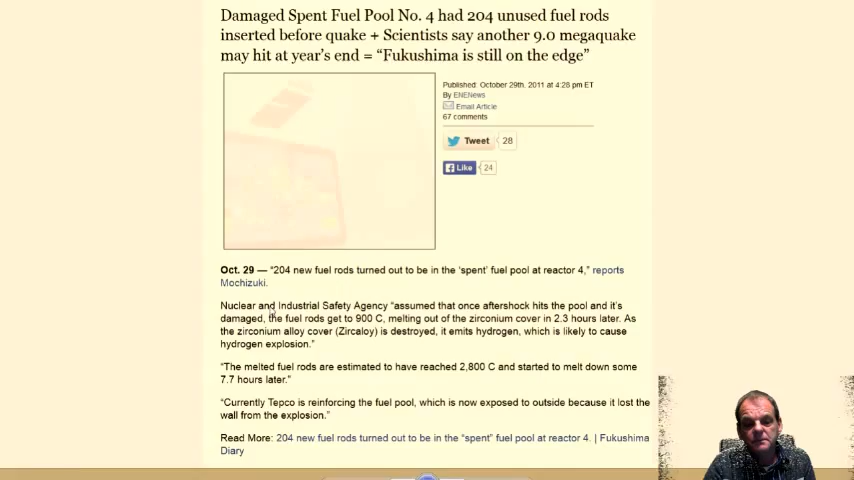 Damaged Spent Fuel Pool No. 4 had 204 unused fuel rods
inserted before quake + Scientists say another 9.0 megaquake
may hit at year's end = “Fukushima is still on the edge”
Published: October 29th, 2011 at 4:28 pm ET
By ENENews
Email Article
67 comments
Tweet 28
Like 24
Oct. 29 — “204 new fuel rods turned out to be in the ‘spent’ fuel pool at reactor 4,” reports
Mochizuki.
Nuclear and Industrial Safety Agency “assumed that once aftershock hits the pool and it's
damaged, the fuel rods get to 900 C, melting out of the zirconium cover in 2.3 hours later. As
the zirconium alloy cover (Zircaloy) is destroyed, it emits hydrogen, which is likely to cause
hydrogen explosion.”
“The melted fuel rods are estimated to have reached 2,800 C and started to melt down some
7.7 hours later.”
“Currently Tepco is reinforcing the fuel pool, which is now exposed to outside because it lost the
wall from the explosion.”
Read More: 204 new fuel rods turned out to be in the “spent” fuel pool at reactor 4. | Fukushima
Diary